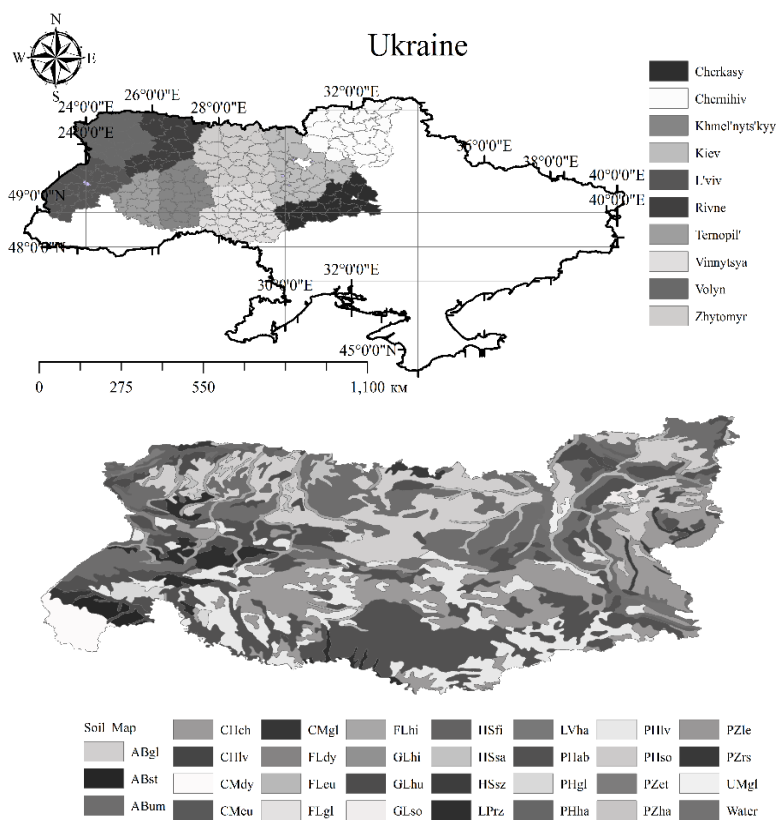 Ukraine
N
W E
S
24°0'0"E 26°0'0"E 28°0'0"E 32°0'0"E
24°0'0"E
36°0'0"E 38°0'0"E 40°0'0"E
40°0'0"E
49°0'0"N
48°0'0"N
30°0'0"E 32°0'0"E
45°0'0"N
0 275 550 1,100 км
Cherkasy
Chernihiv
Khmel'nyts'kyy
Kiev
L'viv
Rivne
Ternopil'
Vinnytsya
Volyn
Zhytomyr
Soil Map
ABgl
ABst
ABum
CHch
CHlv
CMdy
CMeu
CMgl
FLdy
FLeu
FLgl
FLhi
GLhi
GLhu
GLso
HSfi
HSsa
HSsz
LPrz
LVha
PHab
PHgl
PHha
PHlv
PHso
PZet
PZha
PZle
PZrs
UMgl
Water